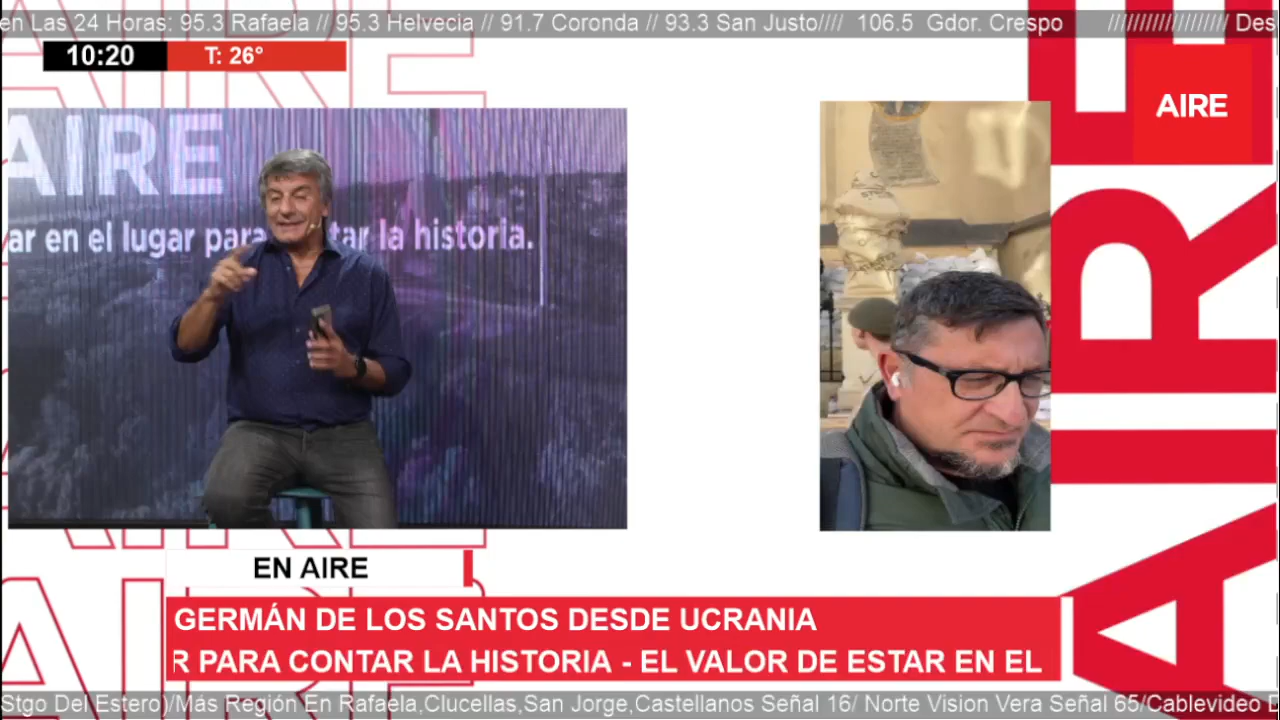 en Las 24 Horas: 95.3 Rafaela // 95.3 Helvecia // 91.7 Coronda // 93.3 San Justo//// 106.5 Gdor. Crespo ////////////////// Des
10:20 T: 26°
AIRE
AIRE
ar en el lugar para tar la historia.
AIRE
EN AIRE
GERMÁN DE LOS SANTOS DESDE UCRANIA
R PARA CONTAR LA HISTORIA - EL VALOR DE ESTAR EN EL
Stgo Del Estero)/Más Región En Rafaela,Clucellas,San Jorge,Castellanos Señal 16/ Norte Vision Vera Señal 65/Cablevideo D